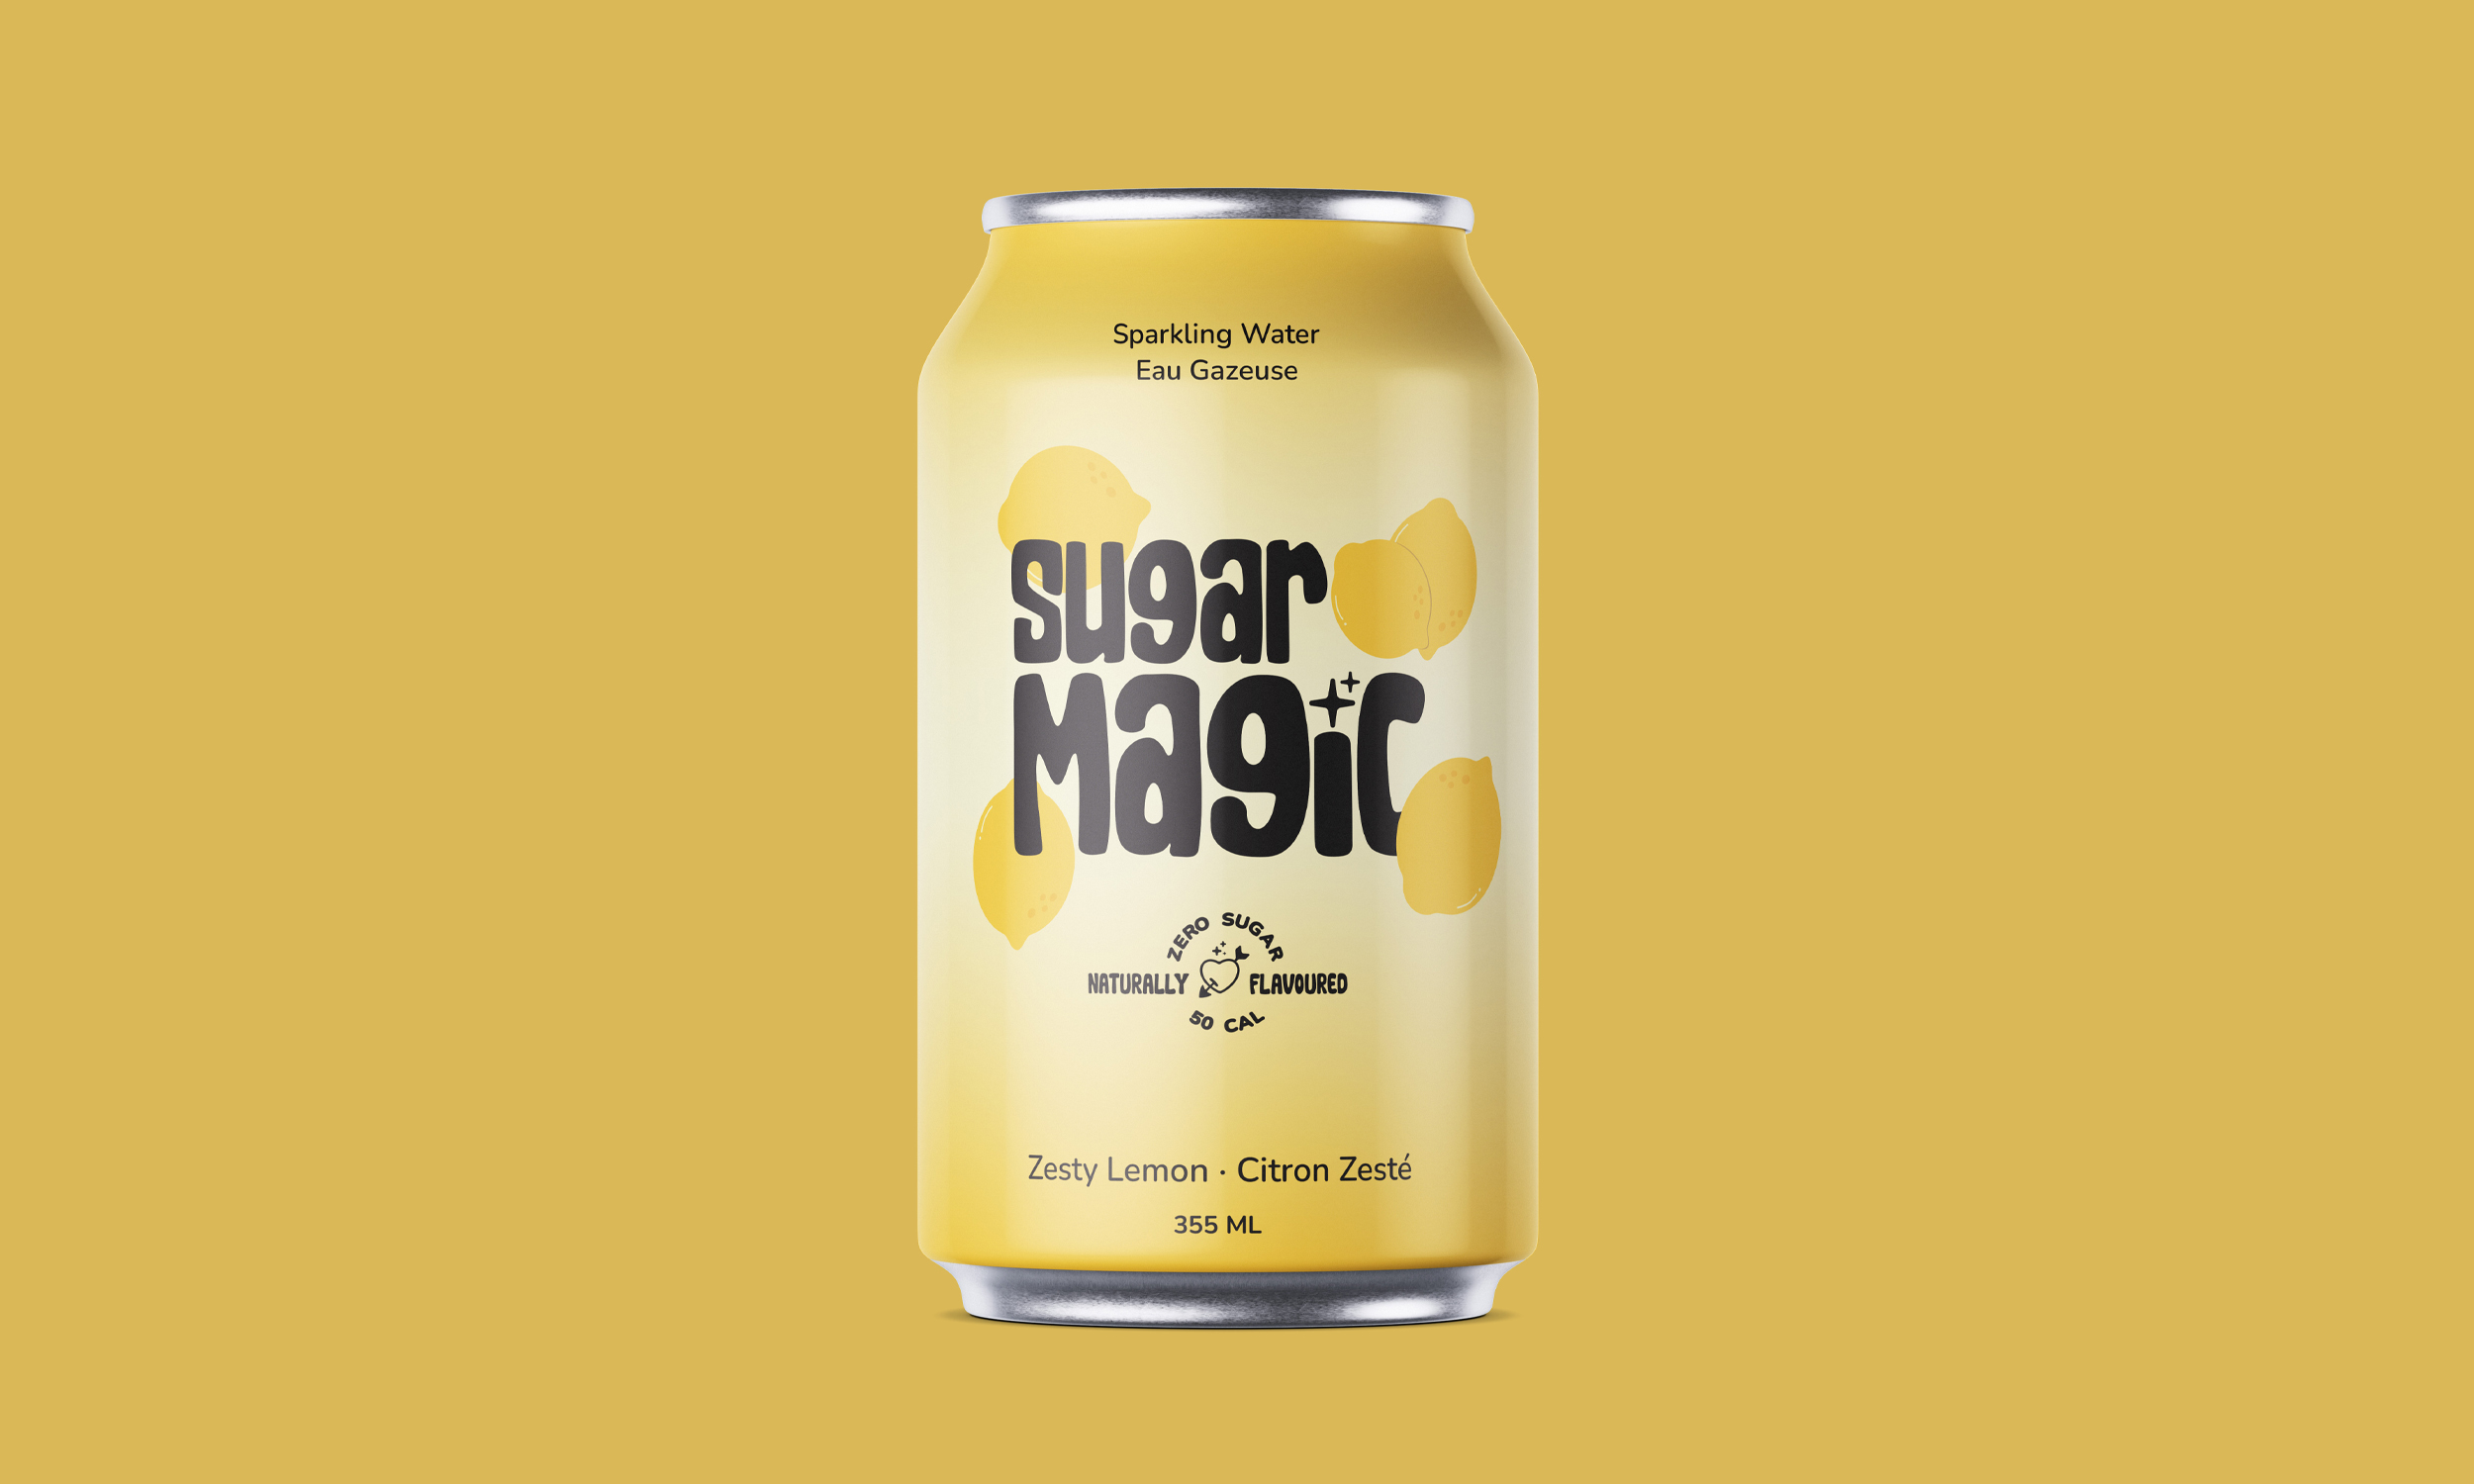 Sparkling Water
Eau Gazeuse
sugar
Magic
ZERO SUGAR
NATURALLY FLAVOURED
50 CAL
Zesty Lemon · Citron Zesté
355 ML